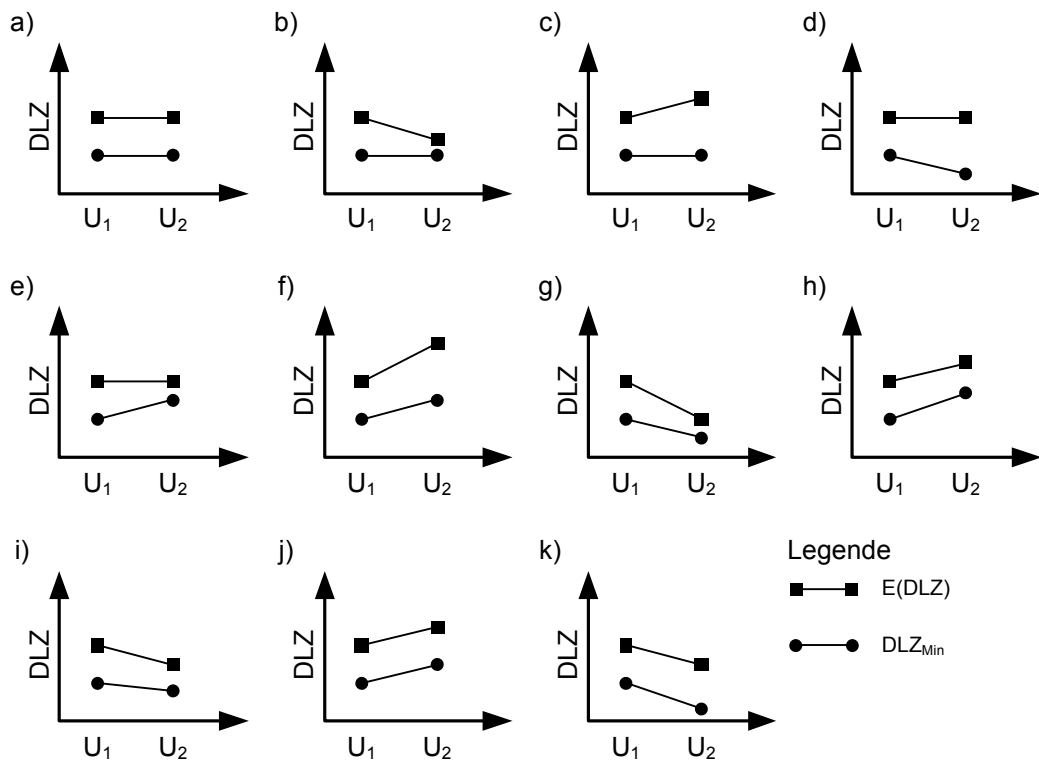 a) b) c) d)
DLZ DLZ DLZ DLZ
U1 U2 U1 U2 U1 U2 U1 U2
e) f) g) h)
DLZ DLZ DLZ DLZ
U1 U2 U1 U2 U1 U2 U1 U2
i) j) k) Legende
E(DLZ)
DLZ DLZ DLZ DLZMin
U1 U2 U1 U2 U1 U2